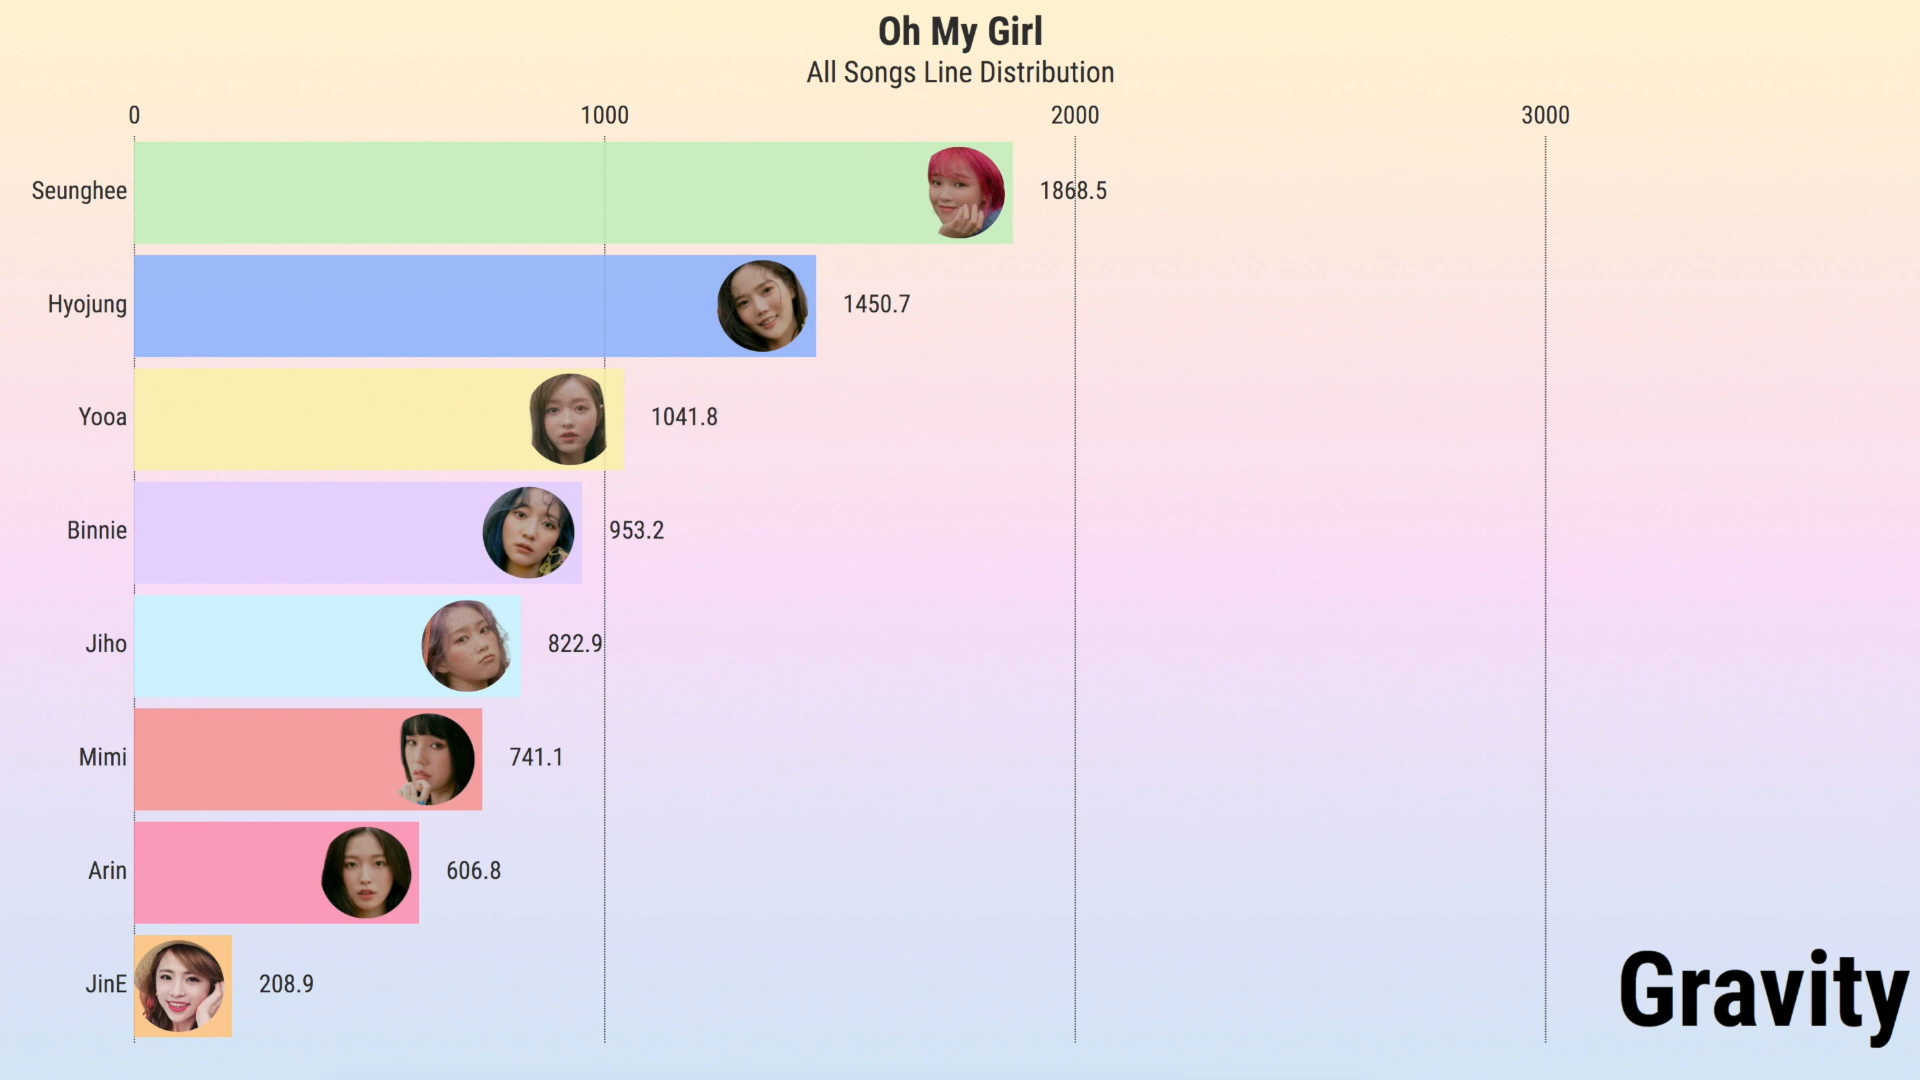 Oh My Girl
All Songs Line Distribution
0 1000 2000 3000
Seunghee 1868.5
Hyojung 1450.7
Yooa 1041.8
Binnie 953.2
Jiho 822.9
Mimi 741.1
Arin 606.8
JinE 208.9
Gravity